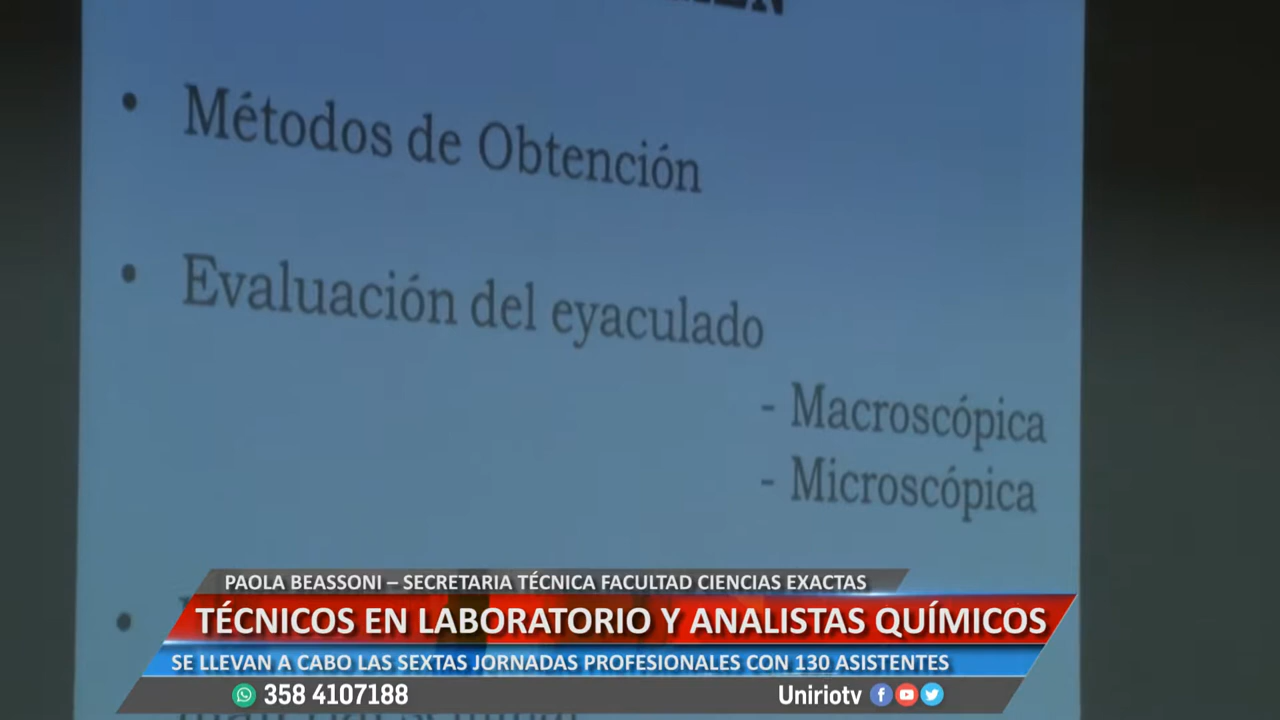 • Métodos de Obtención
• Evaluación del eyaculado
- Macroscópica
- Microscópica
PAOLA BEASSONI – SECRETARIA TÉCNICA FACULTAD CIENCIAS EXACTAS
TÉCNICOS EN LABORATORIO Y ANALISTAS QUÍMICOS
SE LLEVAN A CABO LAS SEXTAS JORNADAS PROFESIONALES CON 130 ASISTENTES
358 4107188
Uniriotv